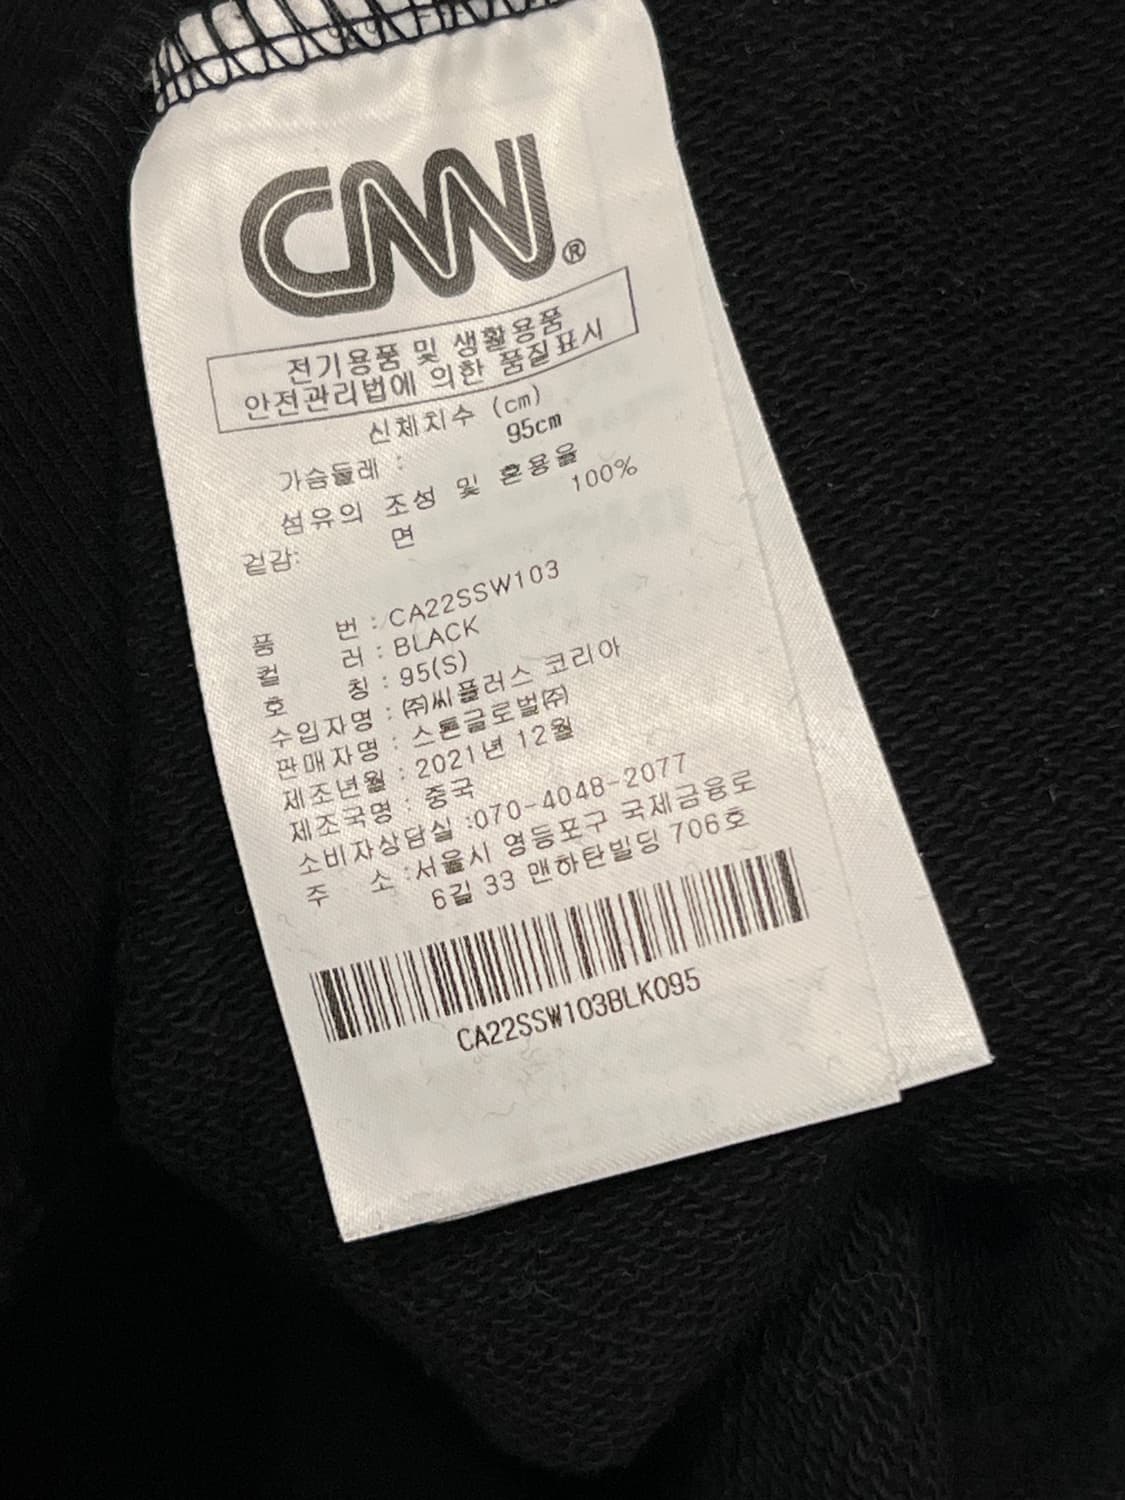 CNN®
전기용품 및 생활용품
안전관리법에 의한 품질표시
신체치수 (cm)
가슴둘레 : 95cm
섬유의 조성 및 혼용율
겉감: 면 100%
품 번 : CA22SSW103
컬 러 : BLACK
호 칭 : 95(S)
수입자명 : ㈜씨플러스 코리아
판매자명 : 스톤글로벌㈜
제조년월 : 2021년 12월
제조국명 : 중국
소비자상담실 :070-4048-2077
주 소 :서울시 영등포구 국제금융로
6길 33 맨하탄빌딩 706호
CA22SSW103BLK095